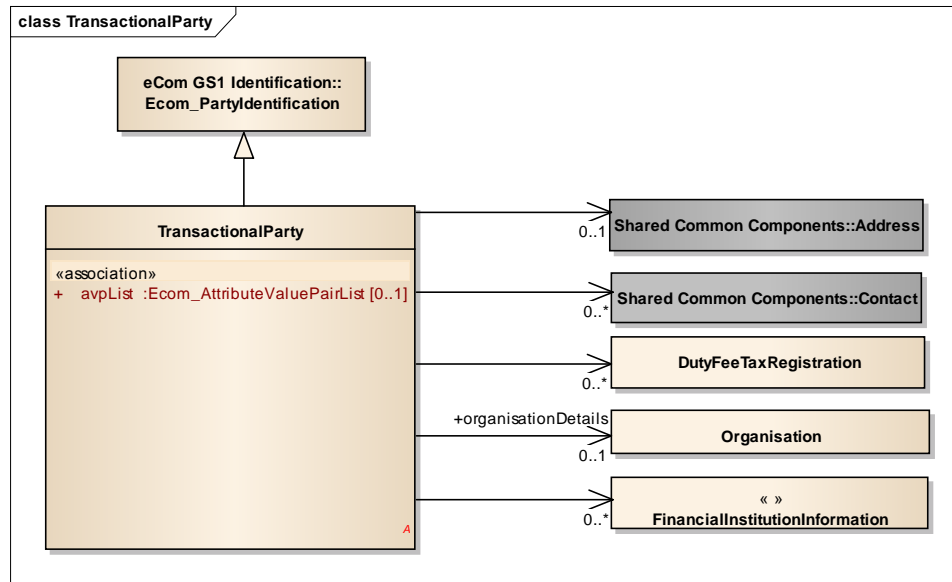 class TransactionalParty
eCom GS1 Identification::
Ecom_PartyIdentification
TransactionalParty
«association»
+ avpList :Ecom_AttributeValuePairList [0..1]
A
Shared Common Components::Address
0..1
Shared Common Components::Contact
0..*
DutyFeeTaxRegistration
0..*
+organisationDetails
Organisation
0..1
« »
FinancialInstitutionInformation
0..*